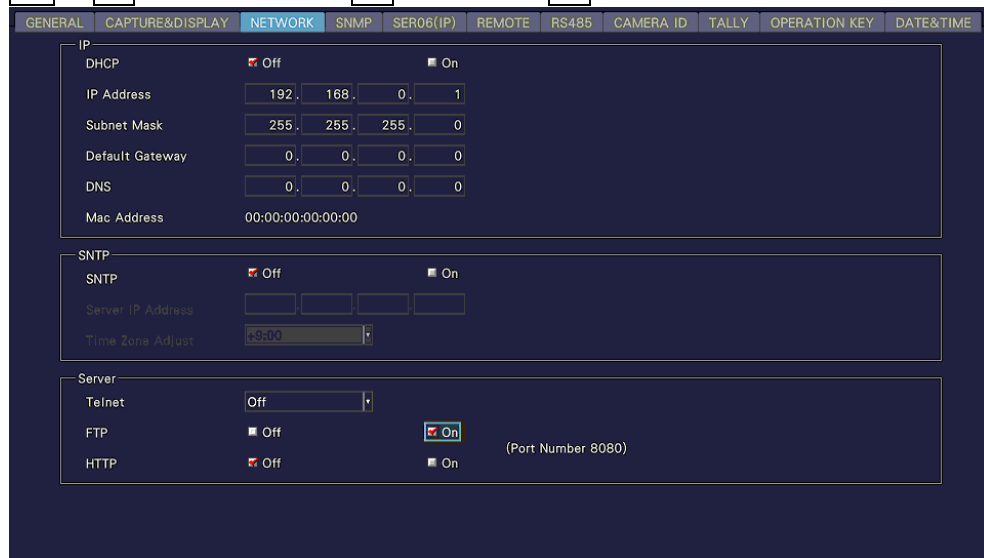 GENERAL CAPTURE&DISPLAY NETWORK SNMP SER06(IP) REMOTE RS485 CAMERA ID TALLY OPERATION KEY DATE&TIME
IP
DHCP Off On
IP Address 192. 168. 0. 1
Subnet Mask 255. 255. 255. 0
Default Gateway 0. 0. 0. 0
DNS 0. 0. 0. 0
Mac Address 00:00:00:00:00:00
SNTP
SNTP Off On
Server IP Address . . .
Time Zone Adjust +9:00
Server
Telnet Off
FTP Off On
(Port Number 8080)
HTTP Off On